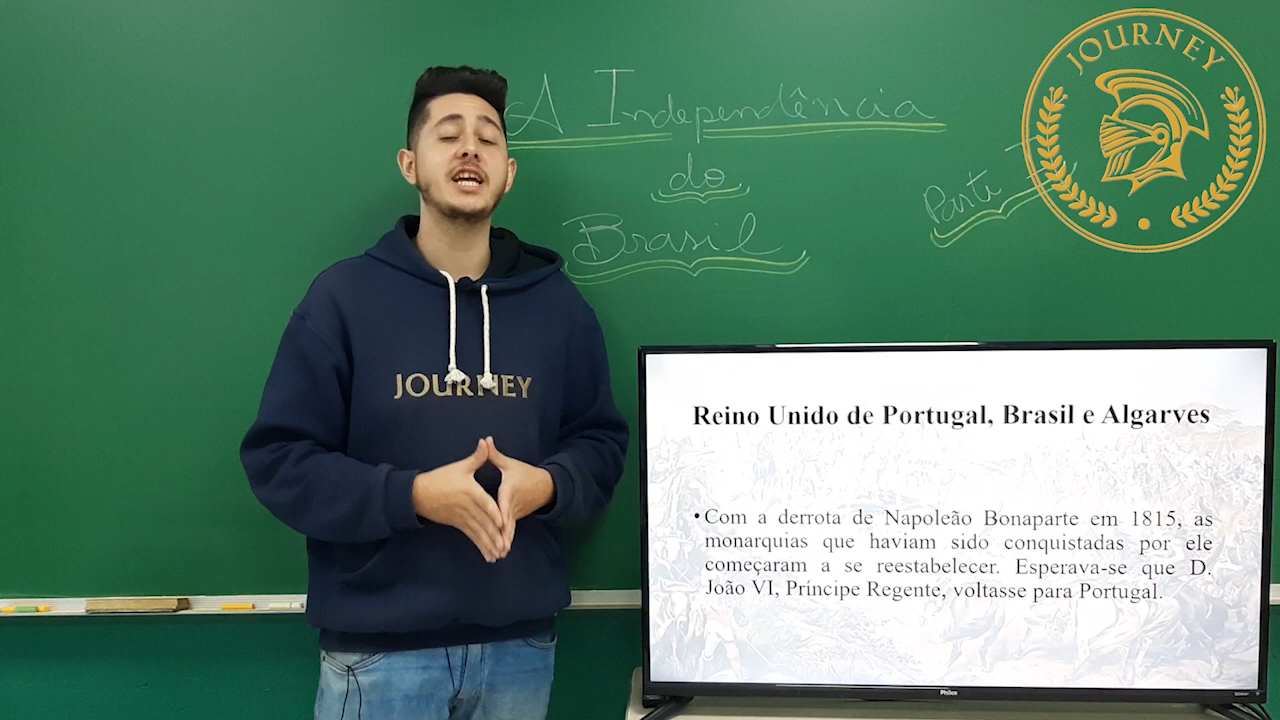 A Independência
do
Brasil
Parte
JOURNEY
JOURNEY
Reino Unido de Portugal, Brasil e Algarves
•Com a derrota de Napoleão Bonaparte em 1815, as
monarquias que haviam sido conquistadas por ele
começaram a se reestabelecer. Esperava-se que D.
João VI, Príncipe Regente, voltasse para Portugal.
Philco